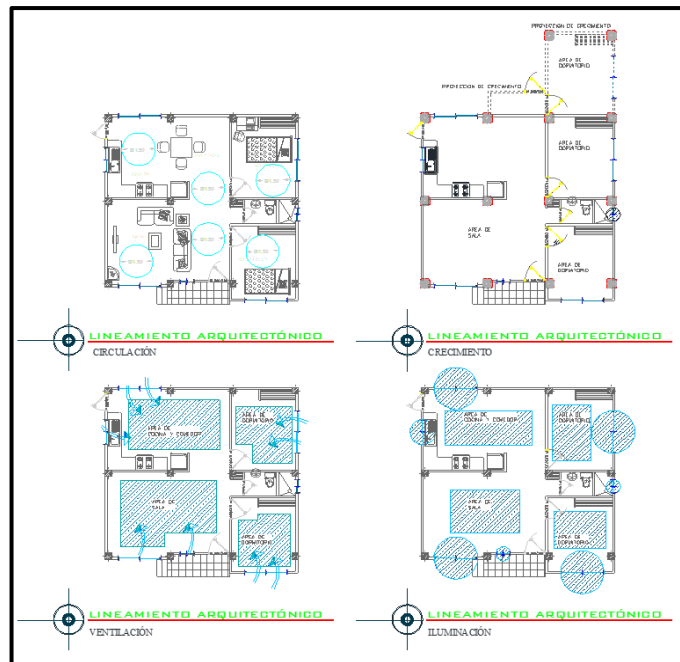 PROYECCION DE CRECIMIENTO
AREA DE
DORMITORIO
PROYECCION DE CRECIMIENTO
AREA DE
DORMITORIO
AREA DE
SALA
AREA DE
DORMITORIO
LINEAMIENTO ARQUITECTÓNICO
CIRCULACIÓN
LINEAMIENTO ARQUITECTÓNICO
CRECIMIENTO
AREA DE
COCINA Y COMEDOR
AREA DE
DORMITORIO
AREA DE
SALA
AREA DE
DORMITORIO
AREA DE
COCINA Y COMEDOR
AREA DE
DORMITORIO
AREA DE
SALA
AREA DE
DORMITORIO
LINEAMIENTO ARQUITECTÓNICO
VENTILACIÓN
LINEAMIENTO ARQUITECTÓNICO
ILUMINACIÓN